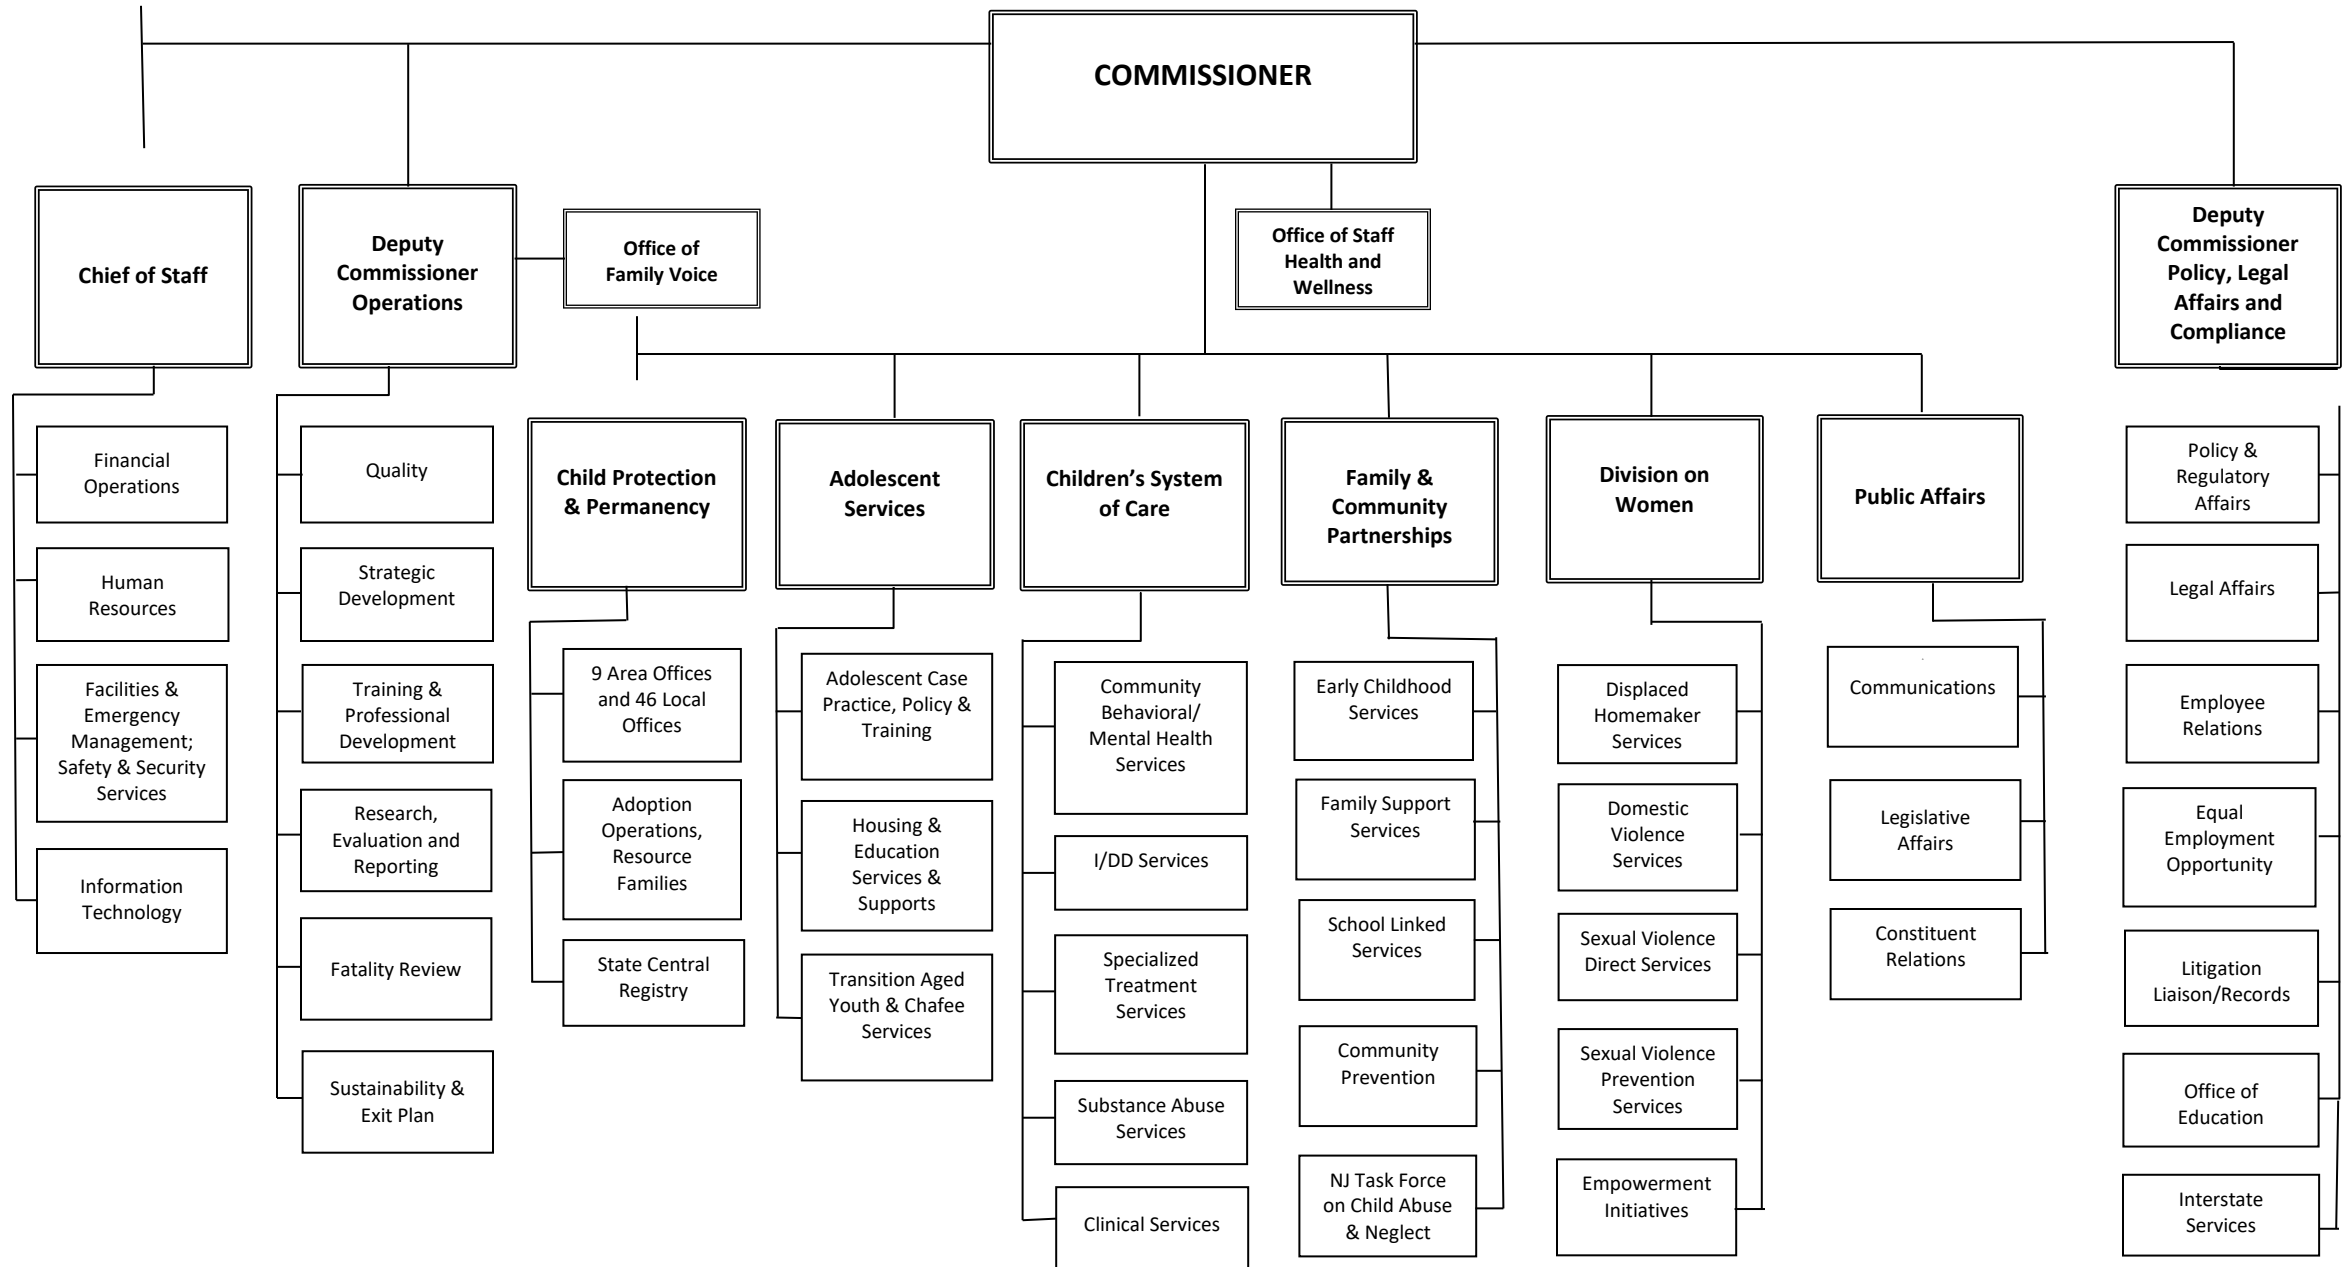 COMMISSIONER
Chief of Staff
Deputy
Commissioner
Operations
Office of
Family Voice
Office of Staff
Health and
Wellness
Deputy
Commissioner
Policy, Legal
Affairs and
Compliance
Financial
Operations
Human
Resources
Facilities &
Emergency
Management;
Safety & Security
Services
Information
Technology
Quality
Strategic
Development
Training &
Professional
Development
Research,
Evaluation and
Reporting
Fatality Review
Sustainability &
Exit Plan
Child Protection
& Permanency
9 Area Offices
and 46 Local
Offices
Adoption
Operations,
Resource
Families
State Central
Registry
Adolescent
Services
Adolescent Case
Practice, Policy &
Training
Housing &
Education
Services &
Supports
Transition Aged
Youth & Chafee
Services
Children’s System
of Care
Community
Behavioral/
Mental Health
Services
I/DD Services
Specialized
Treatment
Services
Substance Abuse
Services
Clinical Services
Family &
Community
Partnerships
Early Childhood
Services
Family Support
Services
School Linked
Services
Community
Prevention
NJ Task Force
on Child Abuse
& Neglect
Division on
Women
Displaced
Homemaker
Services
Domestic
Violence
Services
Sexual Violence
Direct Services
Sexual Violence
Prevention
Services
Empowerment
Initiatives
Public Affairs
Communications
Legislative
Affairs
Constituent
Relations
Policy &
Regulatory
Affairs
Legal Affairs
Employee
Relations
Equal
Employment
Opportunity
Litigation
Liaison/Records
Office of
Education
Interstate
Services